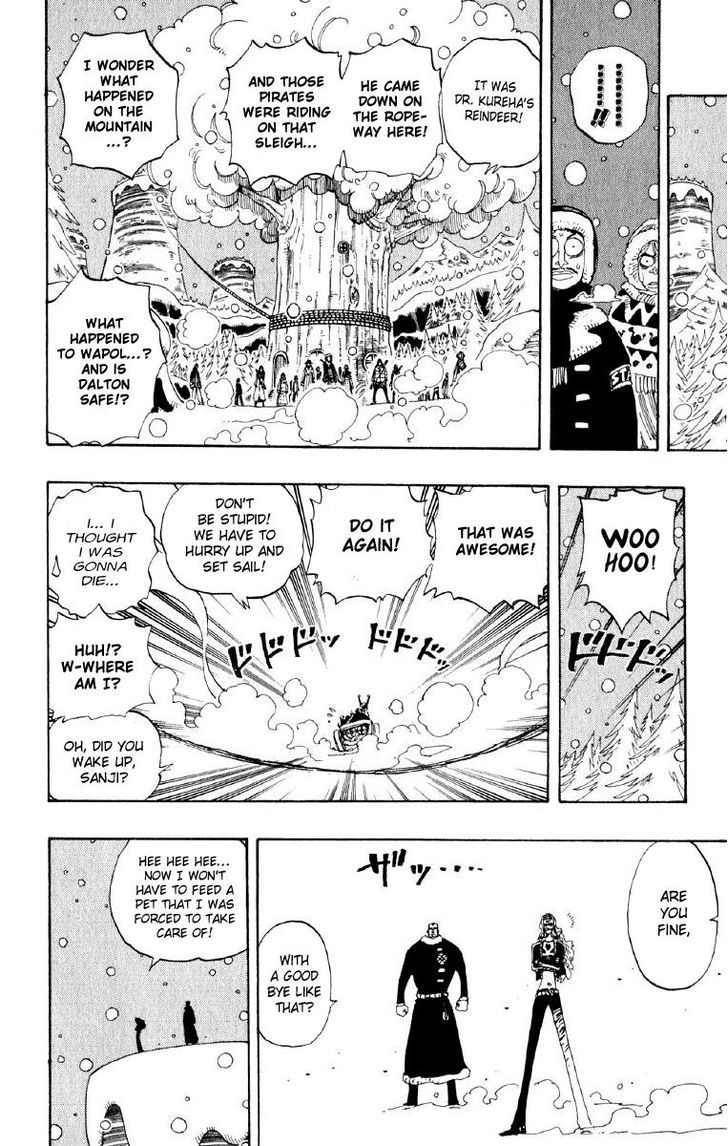 ......!!
STA
IT WAS
DR. KUREHA'S
REINDEER!
HE CAME
DOWN ON
THE ROPE-
WAY HERE!
AND THOSE
PIRATES
WERE RIDING
ON THAT
SLEIGH...
I WONDER
WHAT
HAPPENED
ON THE
MOUNTAIN
...?
WHAT
HAPPENED
TO WAPOL...?
AND IS
DALTON
SAFE!?
WOO
HOO!
ドドドッ
THAT WAS
AWESOME!
DO IT
AGAIN!
DON'T
BE STUPID!
WE HAVE TO
HURRY UP AND
SET SAIL!
I... I
THOUGHT
I WAS
GONNA
DIE...
ドドドッ
ドドドッ
HUH!?
W-WHERE
AM I?
OH, DID YOU
WAKE UP,
SANJI?
ARE
YOU
FINE,
ザッ・・・・
WITH
A GOOD
BYE LIKE
THAT?
HEE HEE HEE...
NOW I WON'T
HAVE TO FEED A
PET THAT I WAS
FORCED TO TAKE
CARE OF!